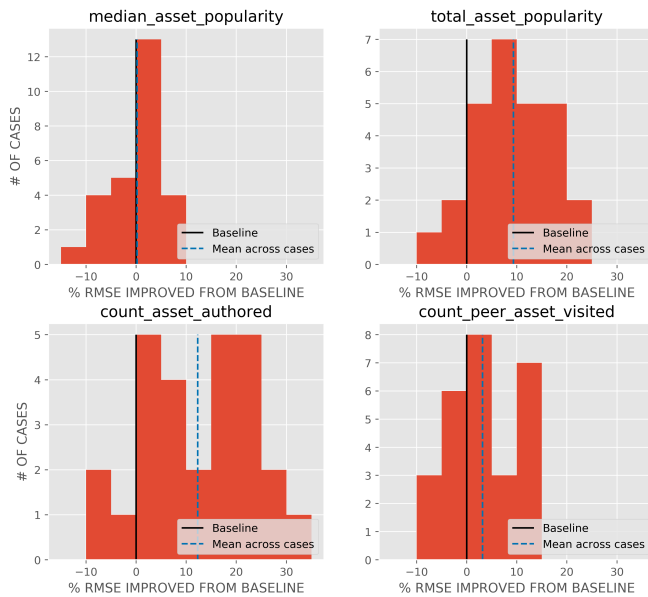 median_asset_popularity
total_asset_popularity
12
10
8
6
4
2
0
7
6
5
4
3
2
1
0
# OF CASES
Baseline
Mean across cases
Baseline
Mean across cases
−10 0 10 20 30
−10 0 10 20 30
% RMSE IMPROVED FROM BASELINE
% RMSE IMPROVED FROM BASELINE
count_asset_authored
count_peer_asset_visited
5
4
3
2
1
0
8
7
6
5
4
3
2
1
0
# OF CASES
Baseline
Mean across cases
Baseline
Mean across cases
−10 0 10 20 30
−10 0 10 20 30
% RMSE IMPROVED FROM BASELINE
% RMSE IMPROVED FROM BASELINE